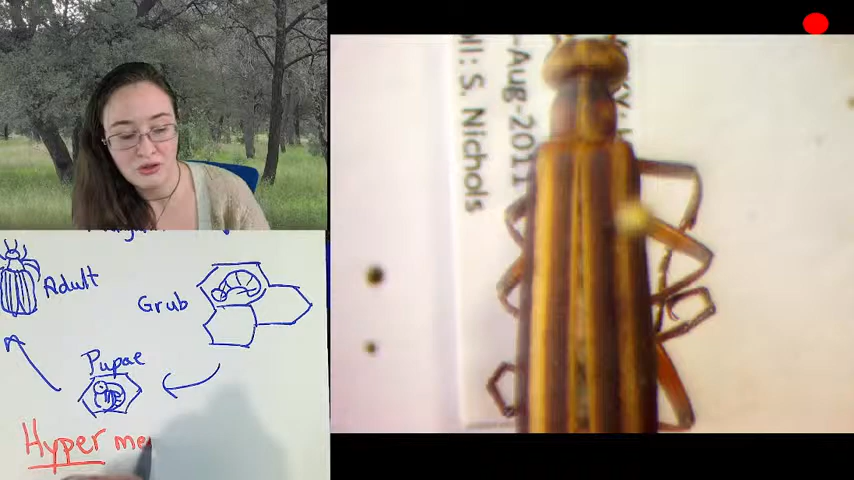 Adult
Grub
Pupae
Hyper me
-Aug-2011
ll: S. Nichols